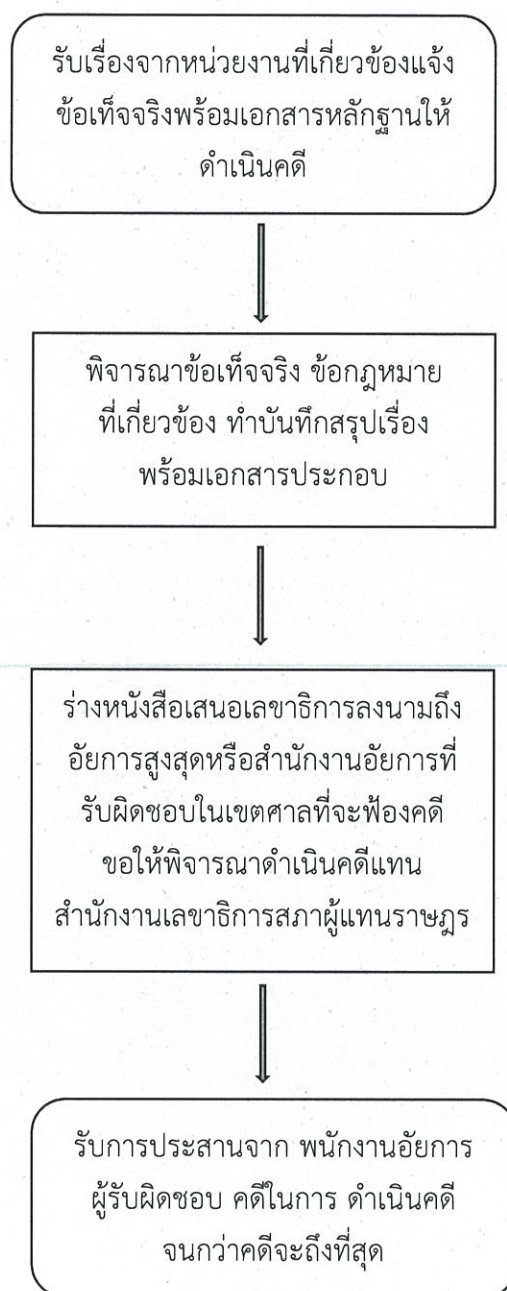 รับเรื่องจากหน่วยงานที่เกี่ยวข้องแจ้ง
ข้อเท็จจริงพร้อมเอกสารหลักฐานให้
ดำเนินคดี
พิจารณาข้อเท็จจริง ข้อกฎหมาย
ที่เกี่ยวข้อง ทำบันทึกสรุปเรื่อง
พร้อมเอกสารประกอบ
ร่างหนังสือเสนอเลขาธิการลงนามถึง
อัยการสูงสุดหรือสำนักงานอัยการที่
รับผิดชอบในเขตศาลที่จะฟ้องคดี
ขอให้พิจารณาดำเนินคดีแทน
สำนักงานเลขาธิการสภาผู้แทนราษฎร
รับการประสานจาก พนักงานอัยการ
ผู้รับผิดชอบ คดีในการ ดำเนินคดี
จนกว่าคดีจะถึงที่สุด